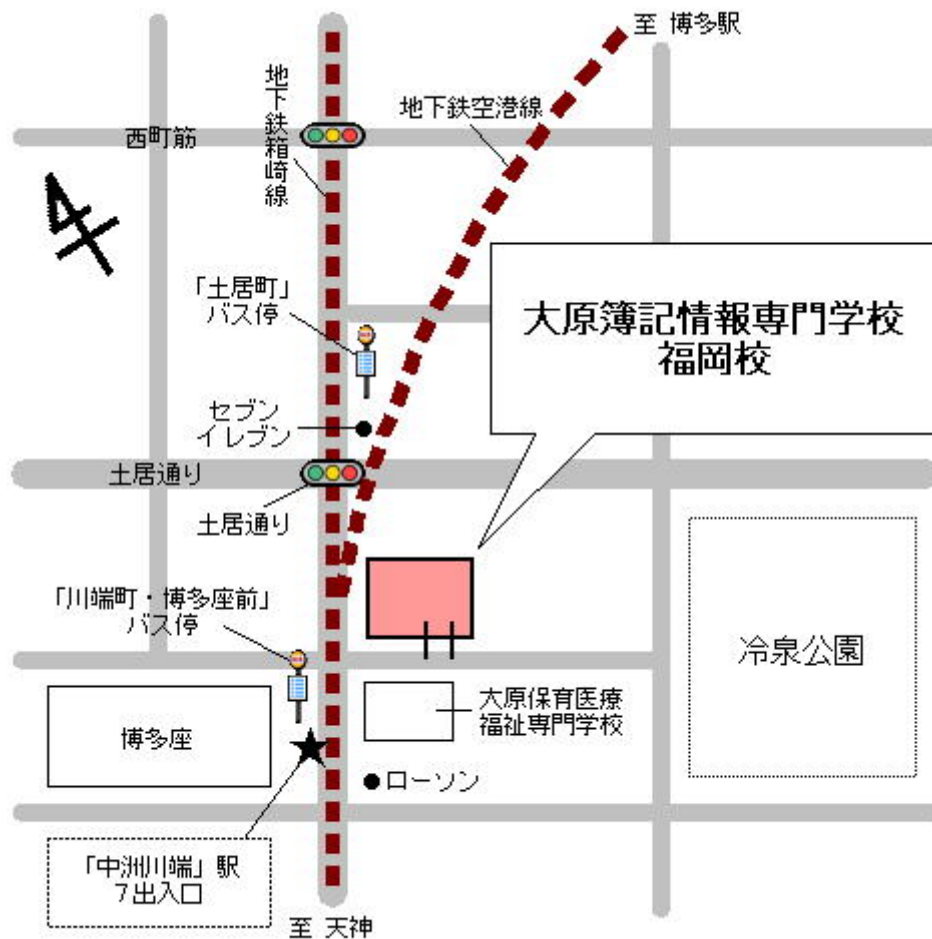 至 博多駅
地下鉄箱崎線
地下鉄空港線
西町筋
「土居町」
バス停
大原簿記情報専門学校
福岡校
セブン
イレブン
土居通り
土居通り
「川端町・博多座前」
バス停
冷泉公園
大原保育医療
福祉専門学校
博多座
ローソン
「中洲川端」駅
7出入口
至 天神